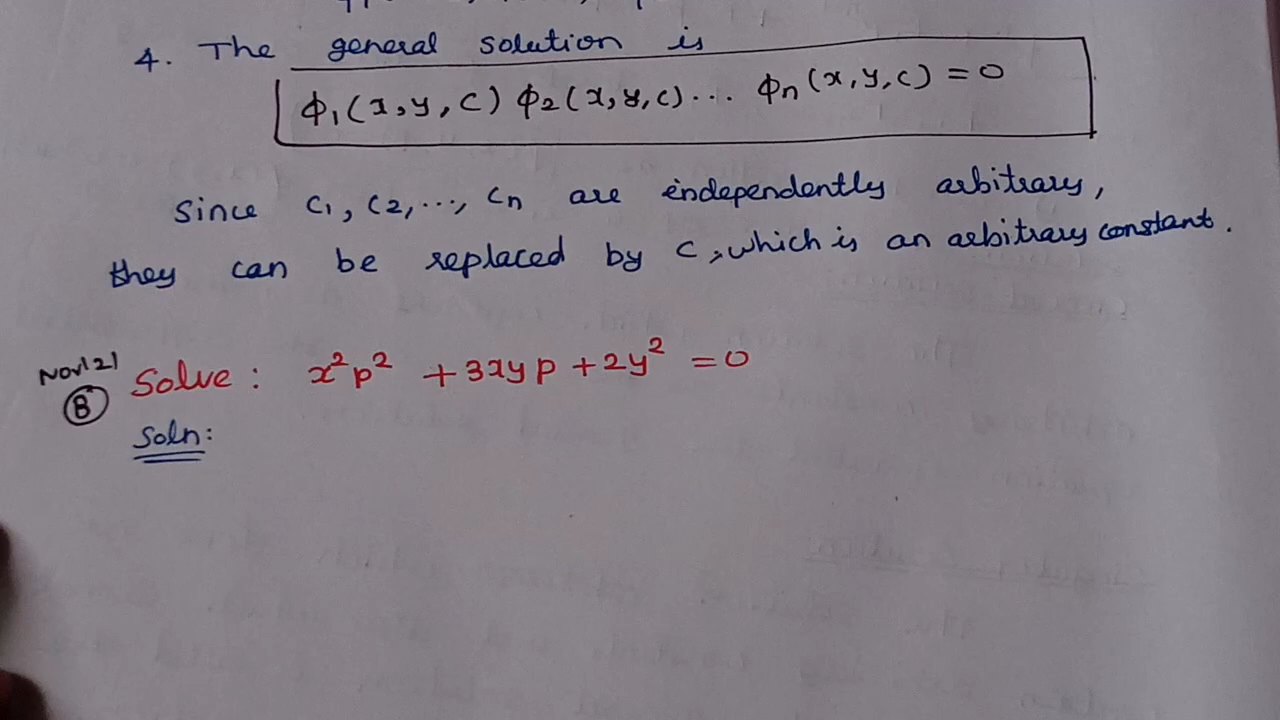 4. The general solution is
ϕ₁(x,y,c) ϕ₂(x,y,c)... ϕn(x,y,c) = 0
Since c₁, c₂, ..., cn are independently arbitrary,
they can be replaced by c, which is an arbitrary constant.
Nov'21
Solve : x²p² + 3xyp + 2y² = 0
Soln: